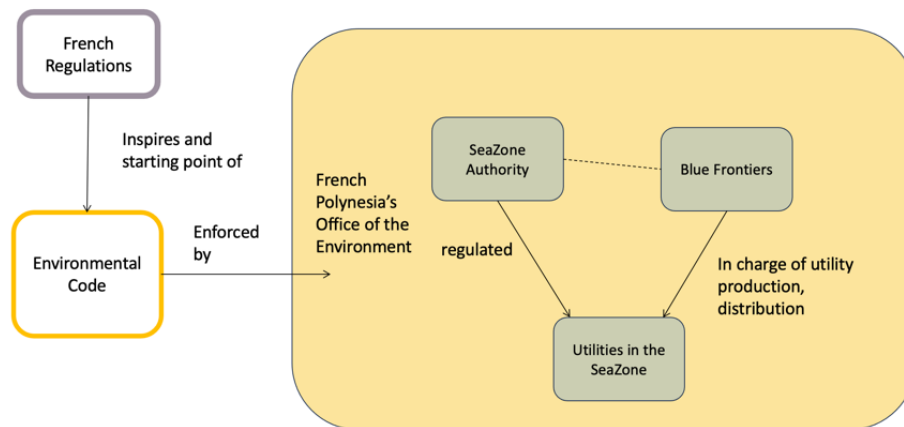 French
Regulations
Inspires and
starting point of
Environmental
Code
Enforced
by
French
Polynesia's
Office of the
Environment
SeaZone
Authority
Blue Frontiers
regulated
In charge of utility
production,
distribution
Utilities in the
SeaZone